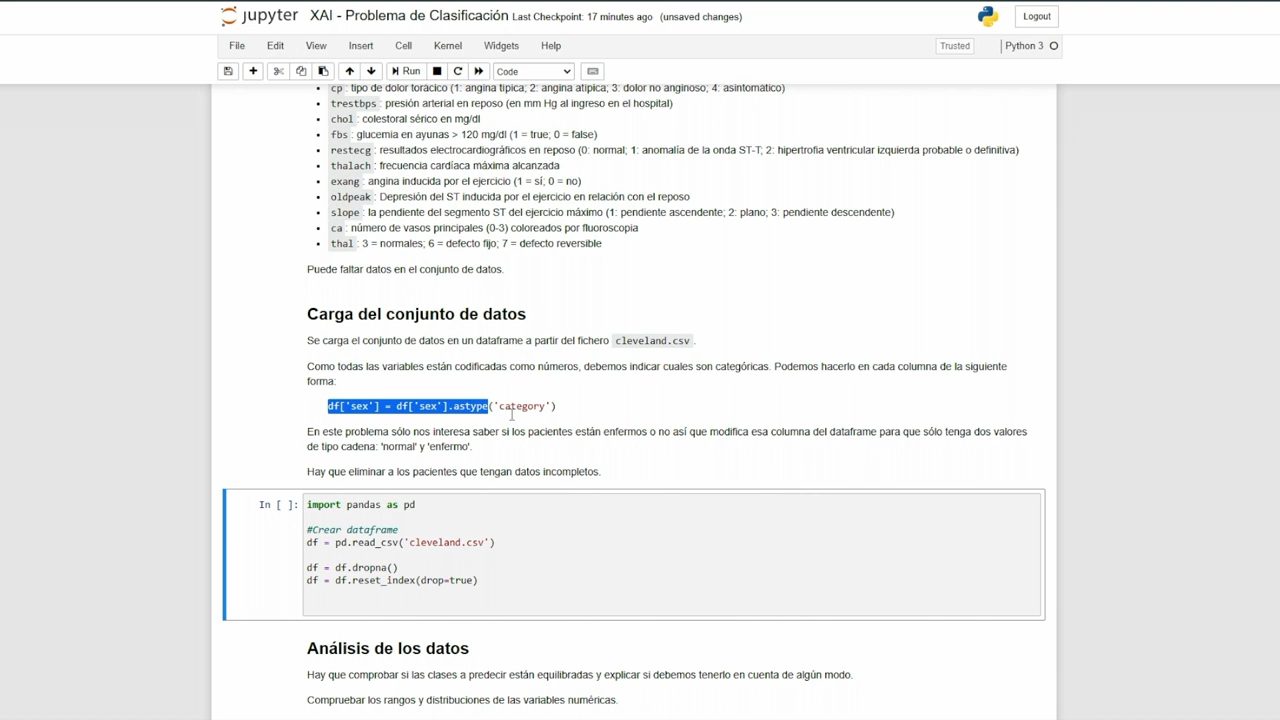 jupyter XAI - Problema de Clasificación Last Checkpoint: 17 minutes ago (unsaved changes) Logout
File Edit View Insert Cell Kernel Widgets Help Trusted Python 3
Run Code
cp : tipo de dolor torácico (1: angina típica; 2: angina atípica; 3: dolor no anginoso; 4: asintomático)
trestbps : presión arterial en reposo (en mm Hg al ingreso en el hospital)
chol : colestoral sérico en mg/dl
fbs : glucemia en ayunas > 120 mg/dl (1 = true; 0 = false)
restecg : resultados electrocardiográficos en reposo (0: normal; 1: anomalía de la onda ST-T; 2: hipertrofia ventricular izquierda probable o definitiva)
thalach : frecuencia cardíaca máxima alcanzada
exang : angina inducida por el ejercicio (1 = sí; 0 = no)
oldpeak : Depresión del ST inducida por el ejercicio en relación con el reposo
slope : la pendiente del segmento ST del ejercicio máximo (1: pendiente ascendente; 2: plano; 3: pendiente descendente)
ca : número de vasos principales (0-3) coloreados por fluoroscopia
thal : 3 = normales; 6 = defecto fijo; 7 = defecto reversible
Puede faltar datos en el conjunto de datos.
Carga del conjunto de datos
Se carga el conjunto de datos en un dataframe a partir del fichero cleveland.csv .
Como todas las variables están codificadas como números, debemos indicar cuales son categóricas. Podemos hacerlo en cada columna de la siguiente
forma:
df['sex'] = df['sex'].astype('category')
En este problema sólo nos interesa saber si los pacientes están enfermos o no así que modifica esa columna del dataframe para que sólo tenga dos valores
de tipo cadena: 'normal' y 'enfermo'.
Hay que eliminar a los pacientes que tengan datos incompletos.
In [ ]: import pandas as pd
#Crear dataframe
df = pd.read_csv('cleveland.csv')
df = df.dropna()
df = df.reset_index(drop=true)
Análisis de los datos
Hay que comprobar si las clases a predecir están equilibradas y explicar si debemos tenerlo en cuenta de algún modo.
Compruebar los rangos y distribuciones de las variables numéricas.